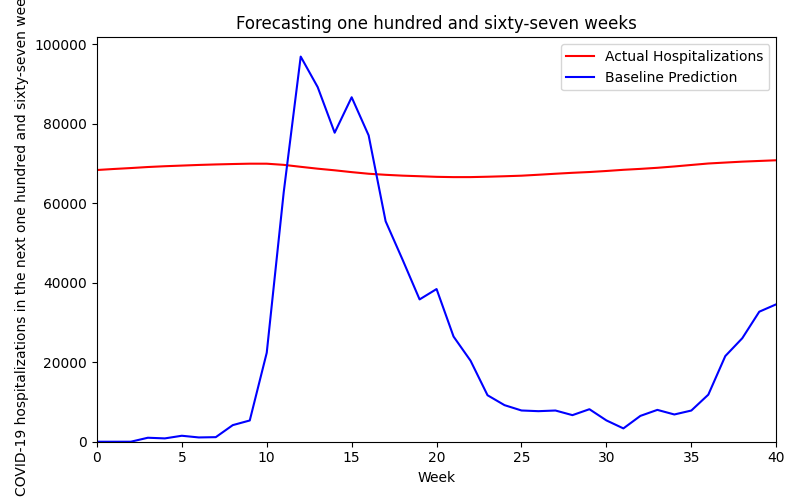 Forecasting one hundred and sixty-seven weeks
COVID-19 hospitalizations in the next one hundred and sixty-seven
100000
80000
60000
40000
20000
0
Actual Hospitalizations
Baseline Prediction
0 5 10 15 20 25 30 35 40
Week